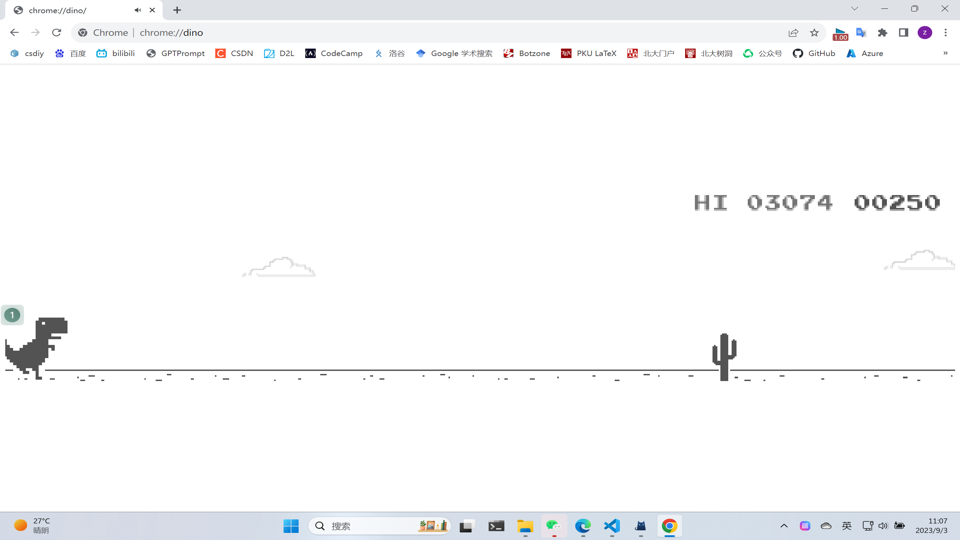 chrome://dino/
Chrome | chrome://dino
1.00
z
csdiy 百度 bilibili GPTPrompt CSDN D2L CodeCamp 洛谷 Google 学术搜索 Botzone PKU LaTeX 北大门户 北大树洞 公众号 GitHub Azure »
HI 03074 00250
1
27°C
晴朗
搜索
英
11:07
2023/9/3